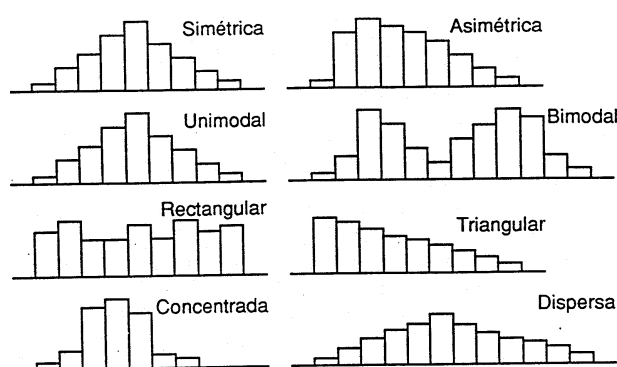 Simétrica
Asimétrica
Unimodal
Bimodal
Rectangular
Triangular
Concentrada
Dispersa